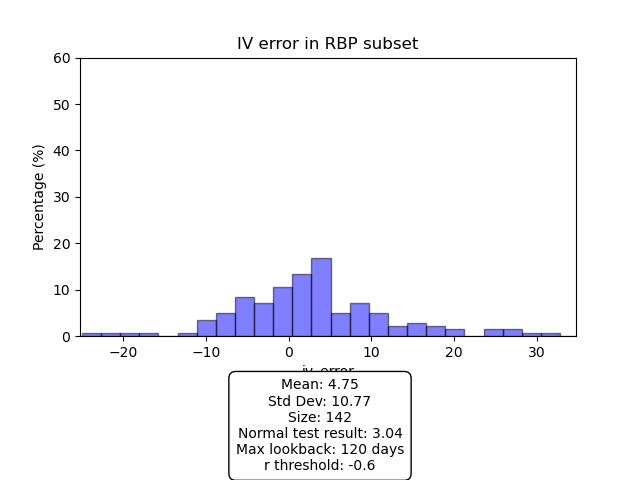 IV error in RBP subset
60
50
40
30
20
10
0
Percentage (%)
−20
−10
0
10
20
30
iv_error
Mean: 4.75
Std Dev: 10.77
Size: 142
Normal test result: 3.04
Max lookback: 120 days
r threshold: -0.6